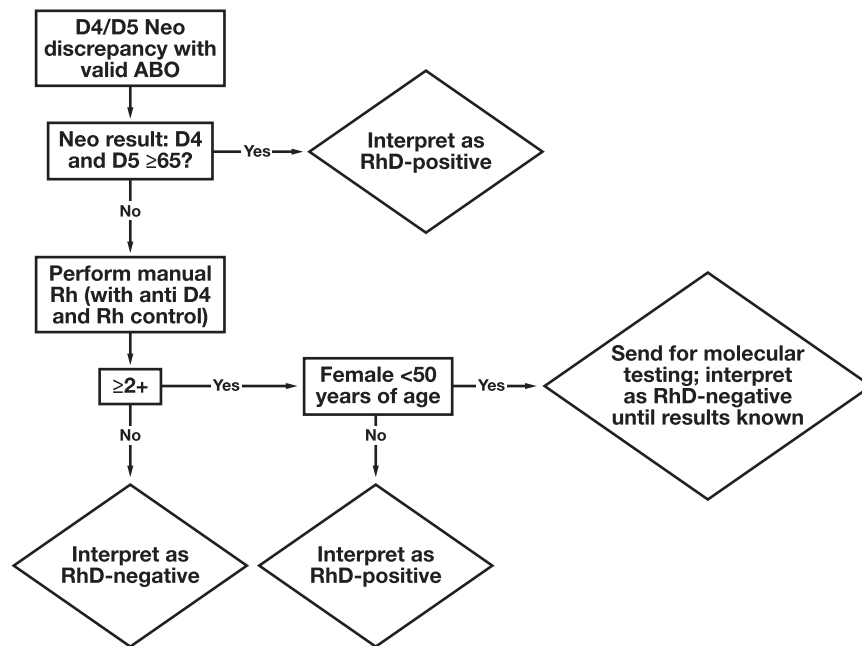 D4/D5 Neo
discrepancy with
valid ABO
Neo result: D4
and D5 ≥65?
Yes
Interpret as
RhD-positive
No
Perform manual
Rh (with anti D4
and Rh control)
≥2+
Yes
Female <50
years of age
Yes
Send for molecular
testing; interpret
as RhD-negative
until results known
No
No
Interpret as
RhD-negative
Interpret as
RhD-positive